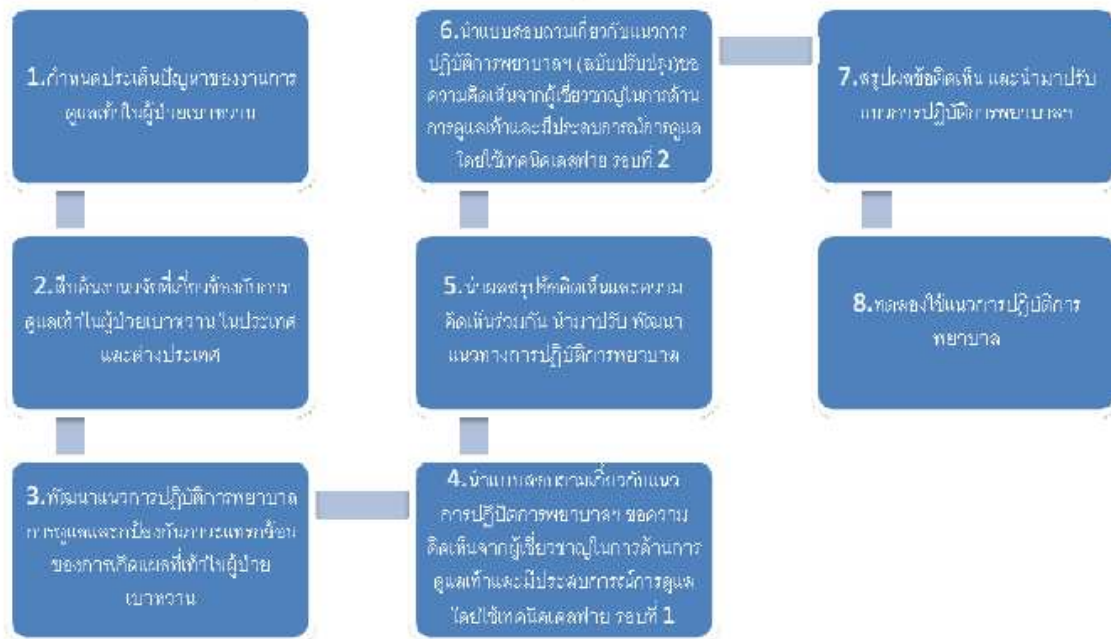 1.กำหนดประเด็นปัญหาของงานการ
ดูแลเท้าในผู้ป่วยเบาหวาน
2.สืบค้นงานวิจัยที่เกี่ยวข้องกับการ
ดูแลเท้าในผู้ป่วยเบาหวาน ในประเทศ
และต่างประเทศ
3.พัฒนาแนวการปฏิบัติการพยาบาล
การดูแลและป้องกันภาวะแทรกซ้อน
ของการเกิดแผลที่เท้าในผู้ป่วย
เบาหวาน
4.นำแบบสอบถามเกี่ยวกับแนว
การปฏิบัติการพยาบาลฯ ขอความ
คิดเห็นจากผู้เชี่ยวชาญในการด้านการ
ดูแลเท้าและมีประสบการณ์การดูแล
โดยใช้เทคนิคเดลฟาย รอบที่ 1
5.นำผลสรุปข้อคิดเห็นและความ
คิดเห็นร่วมกัน นำมาปรับ พัฒนา
แนวทางการปฏิบัติการพยาบาล
6.นำแบบสอบถามเกี่ยวกับแนวการ
ปฏิบัติการพยาบาลฯ (ฉบับปรับปรุง)ขอ
ความคิดเห็นจากผู้เชี่ยวชาญในการด้าน
การดูแลเท้าและมีประสบการณ์การดูแล
โดยใช้เทคนิคเดลฟาย รอบที่ 2
7.สรุปผลข้อคิดเห็น และนำมาปรับ
แนวการปฏิบัติการพยาบาลฯ
8.ทดลองใช้แนวการปฏิบัติการ
พยาบาล